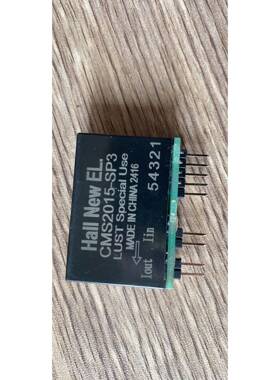 Hall New EL.
CMS2015-SP3
LUST Special Use
MADE IN CHINA 2416
54321
Iout Iin